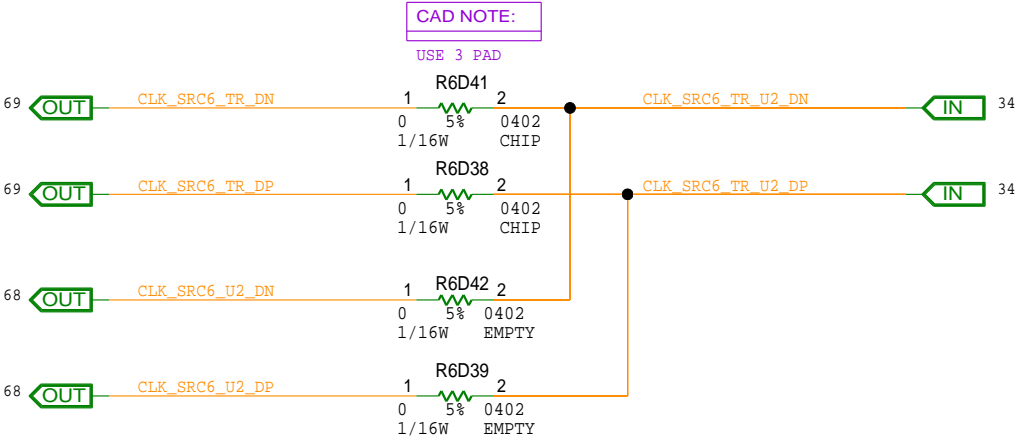 CAD NOTE:
USE 3 PAD
R6D41
69 OUT CLK_SRC6_TR_DN 1 2 CLK_SRC6_TR_U2_DN IN 34
0 5% 0402
1/16W CHIP
R6D38
69 OUT CLK_SRC6_TR_DP 1 2 CLK_SRC6_TR_U2_DP IN 34
0 5% 0402
1/16W CHIP
R6D42
68 OUT CLK_SRC6_U2_DN 1 2
0 5% 0402
1/16W EMPTY
R6D39
68 OUT CLK_SRC6_U2_DP 1 2
0 5% 0402
1/16W EMPTY